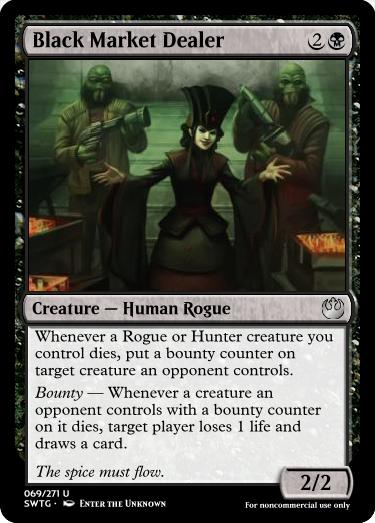 Black Market Dealer 2
Creature — Human Rogue
Whenever a Rogue or Hunter creature you
control dies, put a bounty counter on
target creature an opponent controls.
Bounty — Whenever a creature an
opponent controls with a bounty counter
on it dies, target player loses 1 life and
draws a card.
The spice must flow.
2/2
069/271 U
SWTG · Enter the Unknown
For noncommercial use only